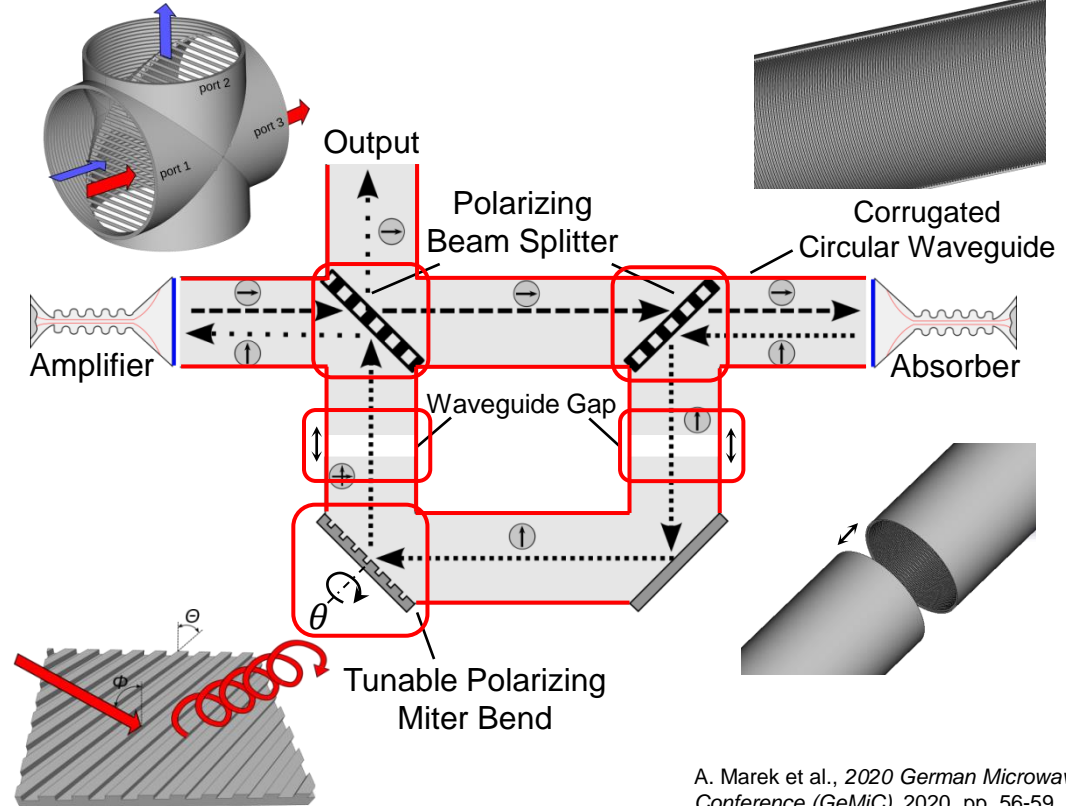 port 2
port 3
port 1
Output
Polarizing
Beam Splitter
Corrugated
Circular Waveguide
Amplifier
Absorber
Waveguide Gap
θ
Θ
Φ
Tunable Polarizing
Miter Bend
A. Marek et al., 2020 German Microwav
Conference (GeMiC), 2020, pp. 56-59